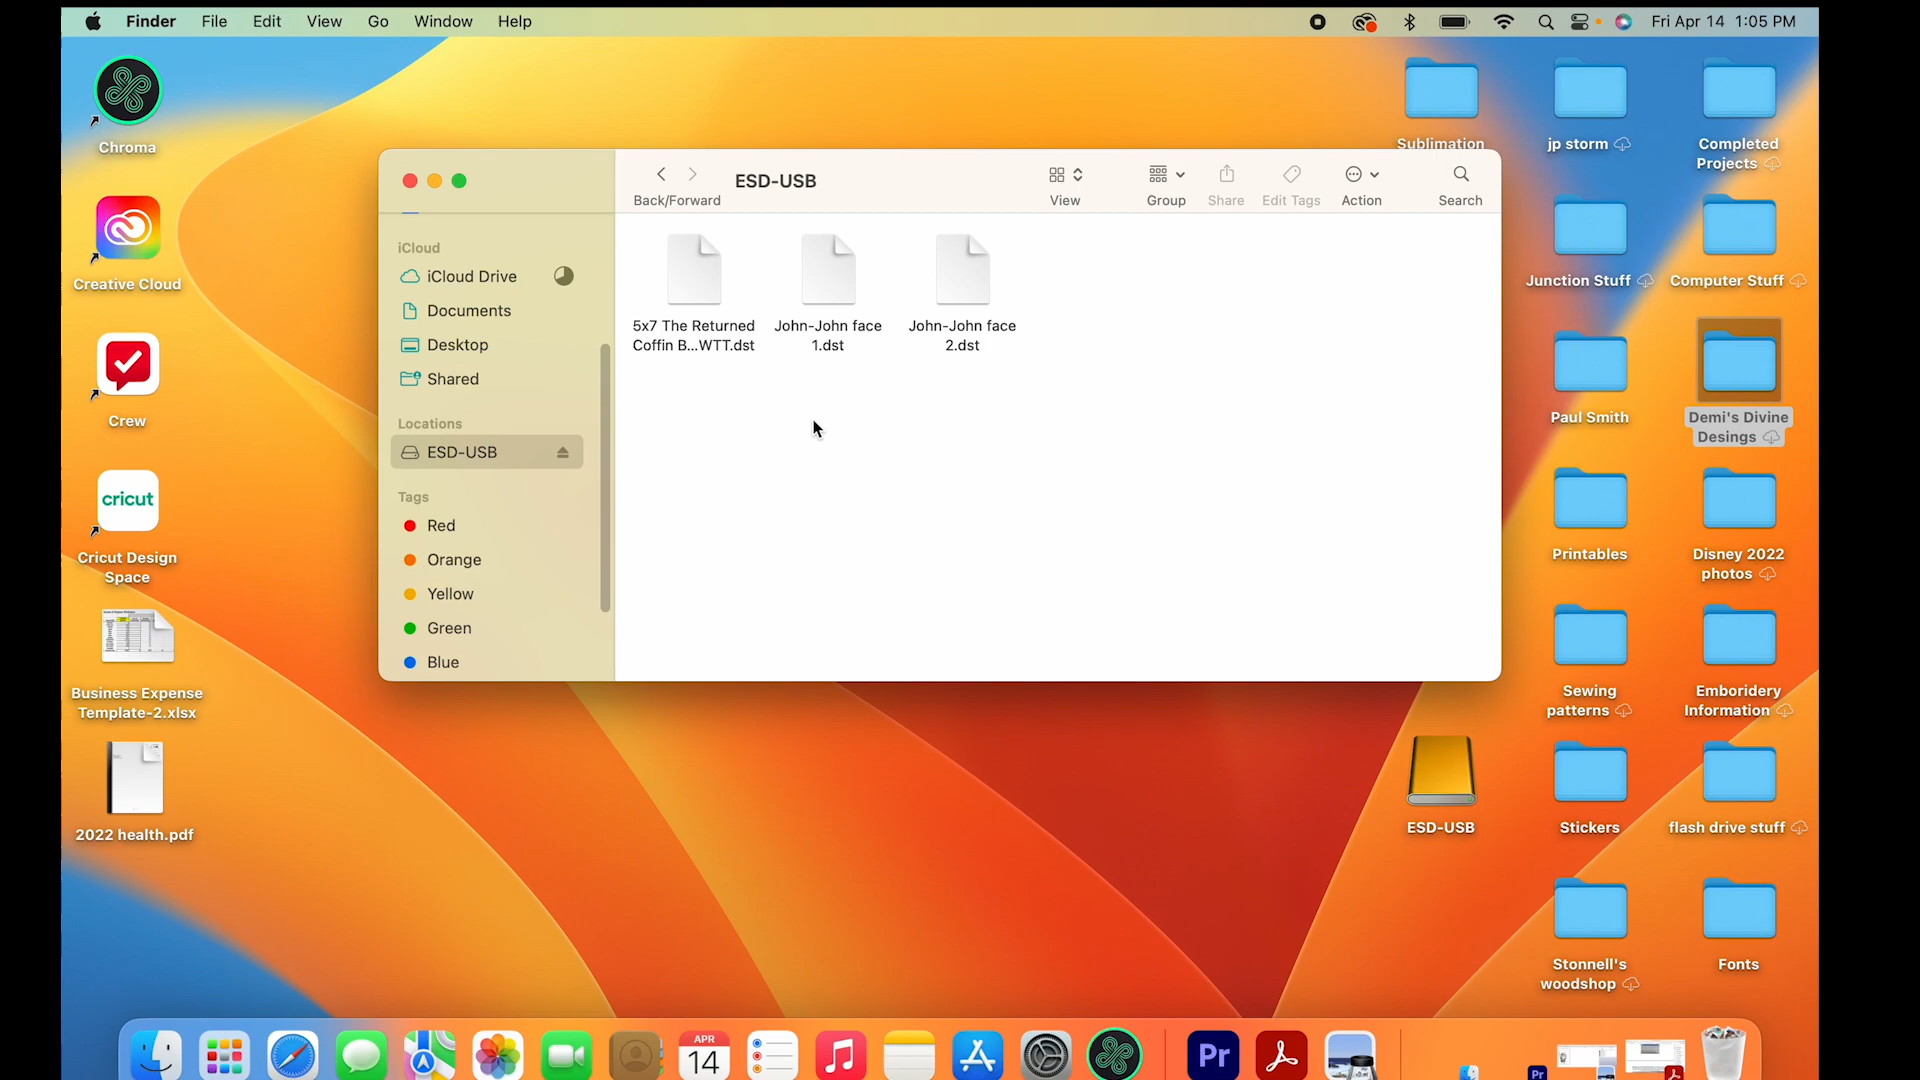 Finder File Edit View Go Window Help Fri Apr 14 1:05 PM
Chroma
Creative Cloud
Crew
cricut
Cricut Design
Space
Business Expense
Template-2.xlsx
2022 health.pdf
ESD-USB
Back/Forward View Group Share Edit Tags Action Search
iCloud
iCloud Drive
Documents
Desktop
Shared
Locations
ESD-USB
Tags
Red
Orange
Yellow
Green
Blue
5x7 The Returned
Coffin B...WTT.dst
John-John face
1.dst
John-John face
2.dst
Sublimation
jp storm
Completed
Projects
Junction Stuff
Computer Stuff
Paul Smith
Demi's Divine
Desings
Printables
Disney 2022
photos
Sewing
patterns
Emboridery
Information
ESD-USB
Stickers
flash drive stuff
Stonnell's
woodshop
Fonts
APR
14
Pr
Pr